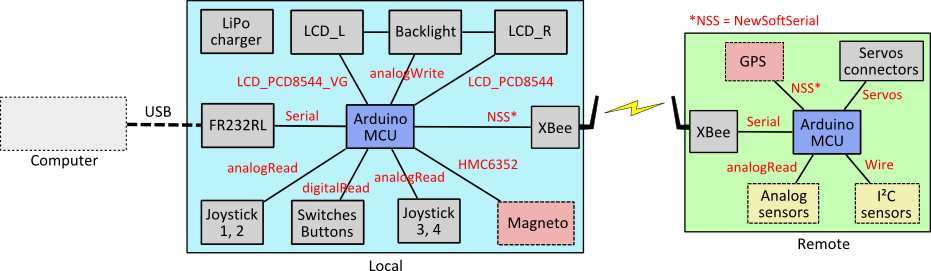 *NSS = NewSoftSerial
LiPo
charger
LCD_L
Backlight
LCD_R
LCD_PCD8544_VG
analogWrite
LCD_PCD8544
USB
Computer
FR232RL
Serial
Arduino
MCU
NSS*
XBee
analogRead
digitalRead
analogRead
HMC6352
Joystick
1, 2
Switches
Buttons
Joystick
3, 4
Magneto
Local
GPS
Servos
connectors
NSS*
Servos
XBee
Serial
Arduino
MCU
analogRead
Wire
Analog
sensors
I²C
sensors
Remote